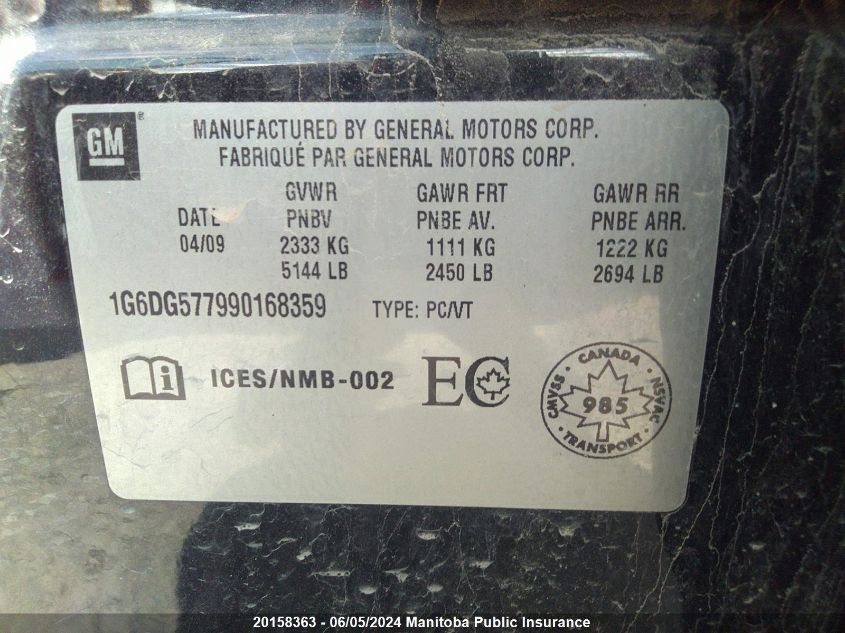 GM®
MANUFACTURED BY GENERAL MOTORS CORP.
FABRIQUÉ PAR GENERAL MOTORS CORP.
GVWR GAWR FRT GAWR RR
DATE PNBV PNBE AV. PNBE ARR.
04/09 2333 KG 1111 KG 1222 KG
5144 LB 2450 LB 2694 LB
1G6DG577990168359 TYPE: PC/VT
i ICES/NMB-002 EC
CANADA
CMVSS 985 NSVAC
TRANSPORT
20158363 - 06/05/2024 Manitoba Public Insurance